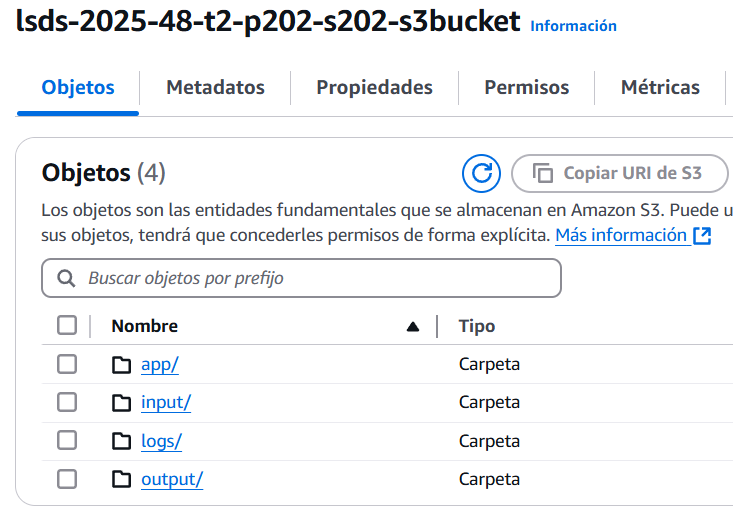 lsds-2025-48-t2-p202-s202-s3bucket Información
Objetos Metadatos Propiedades Permisos Métricas
Objetos (4) Copiar URI de S3
Los objetos son las entidades fundamentales que se almacenan en Amazon S3. Puede u
sus objetos, tendrá que concederles permisos de forma explícita. Más información
Buscar objetos por prefijo
Nombre Tipo
app/ Carpeta
input/ Carpeta
logs/ Carpeta
output/ Carpeta